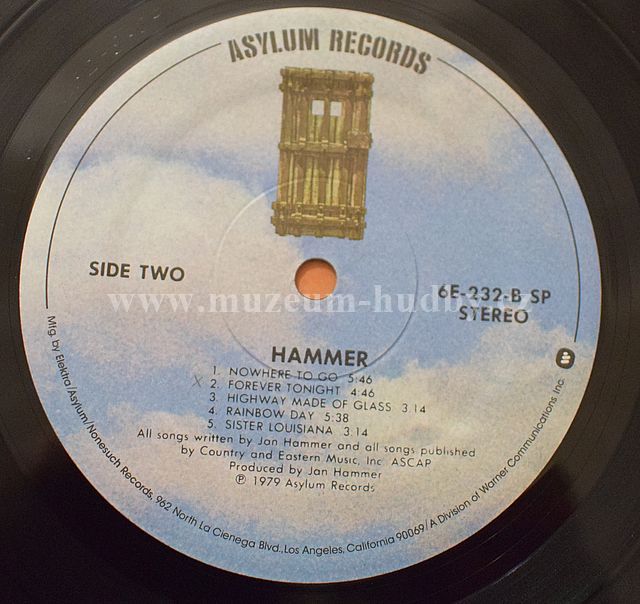 ASYLUM RECORDS
SIDE TWO
6E-232-B SP
STEREO
www.muzeum-hudby.cz
HAMMER
1. NOWHERE TO GO 5:46
X 2. FOREVER TONIGHT 4:46
3. HIGHWAY MADE OF GLASS 3:14
4. RAINBOW DAY 5:38
5. SISTER LOUISIANA 3:14
All songs written by Jan Hammer and all songs published
by Country and Eastern Music, Inc. ASCAP
Produced by Jan Hammer
℗ 1979 Asylum Records
Mfg. by Elektra/Asylum/Nonesuch Records, 962 North La Cienega Blvd., Los Angeles, California 90069/A Division of Warner Communications Inc.